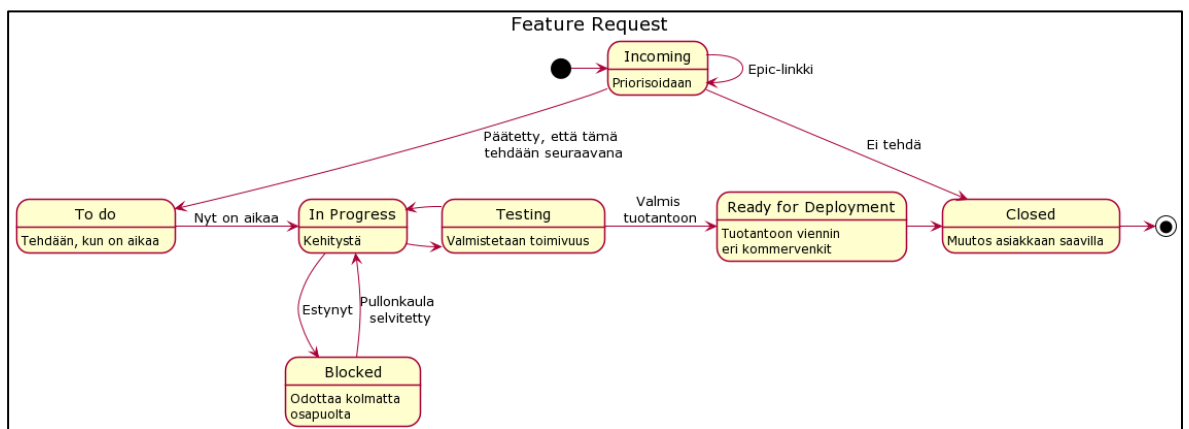 Feature Request
Incoming
Priorisoidaan
Epic-linkki
Päätetty, että tämä
tehdään seuraavana
Ei tehdä
To do
Tehdään, kun on aikaa
Nyt on aikaa
In Progress
Kehitystä
Testing
Valmistetaan toimivuus
Valmis
tuotantoon
Ready for Deployment
Tuotantoon viennin
eri kommervenkit
Closed
Muutos asiakkaan saavilla
Estynyt
Pullonkaula
selvitetty
Blocked
Odottaa kolmatta
osapuolta